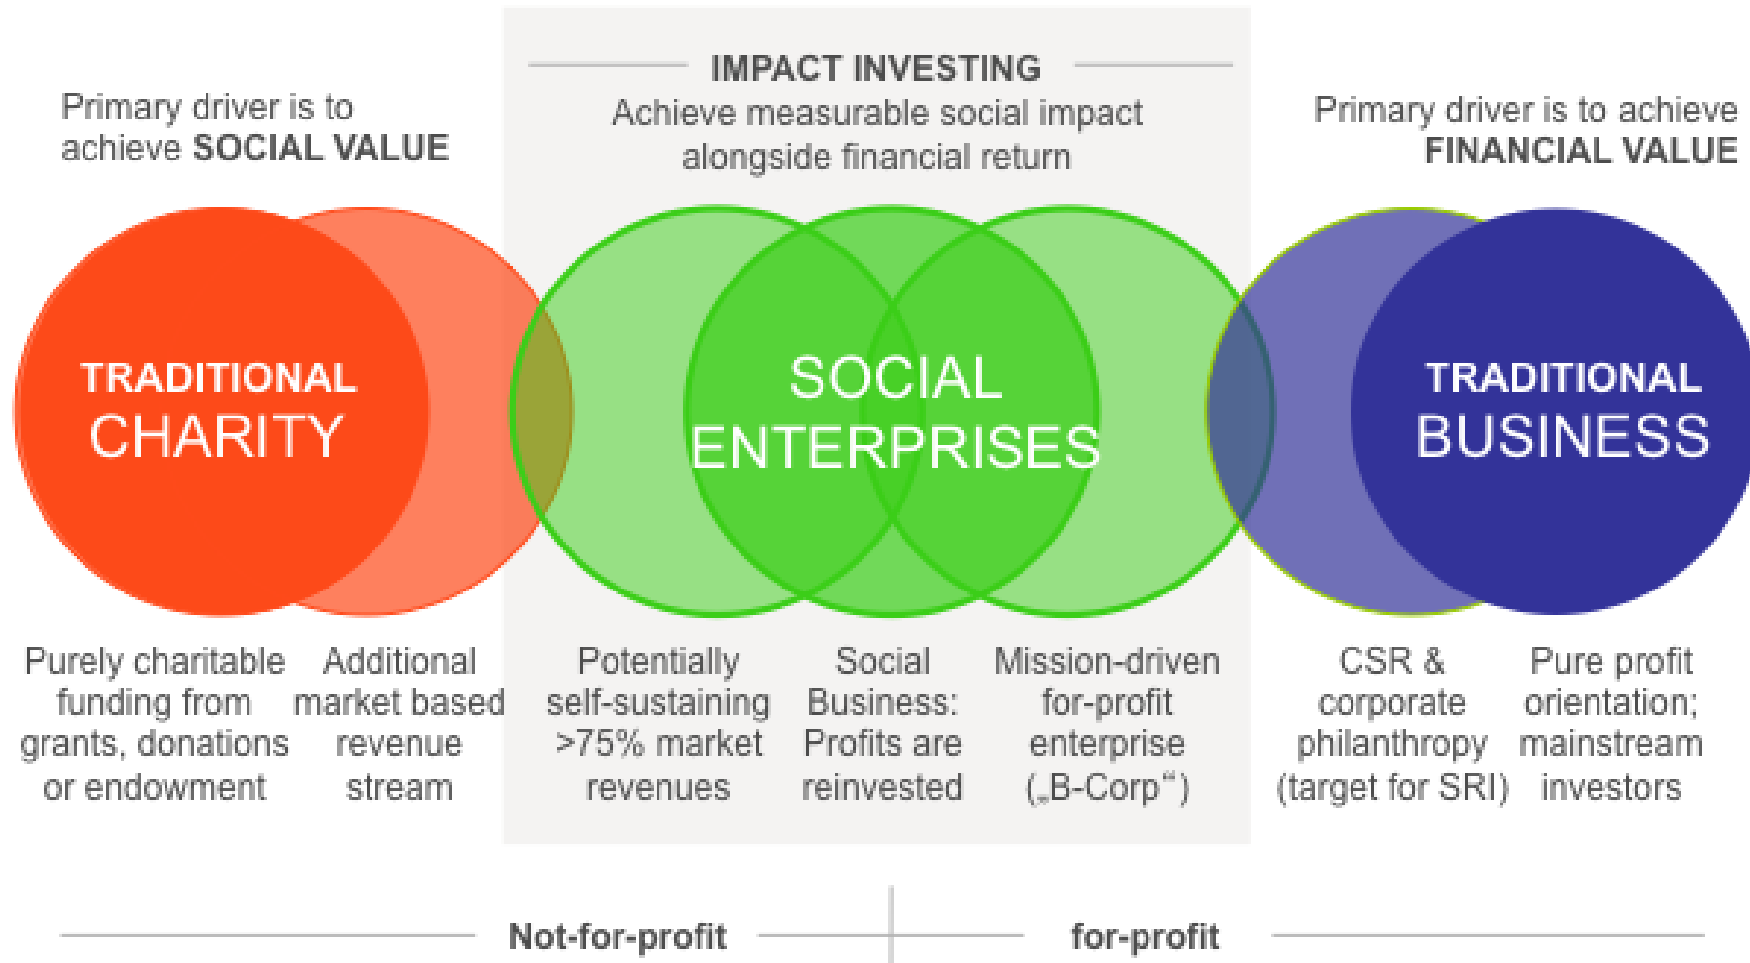 IMPACT INVESTING
Achieve measurable social impact
alongside financial return
Primary driver is to
achieve SOCIAL VALUE
Primary driver is to achieve
FINANCIAL VALUE
TRADITIONAL
CHARITY
SOCIAL
ENTERPRISES
TRADITIONAL
BUSINESS
Purely charitable
funding from
grants, donations
or endowment
Additional
market based
revenue
stream
Potentially
self-sustaining
>75% market
revenues
Social
Business:
Profits are
reinvested
Mission-driven
for-profit
enterprise
(„B-Corp“)
CSR &
corporate
philanthropy
(target for SRI)
Pure profit
orientation;
mainstream
investors
Not-for-profit
for-profit